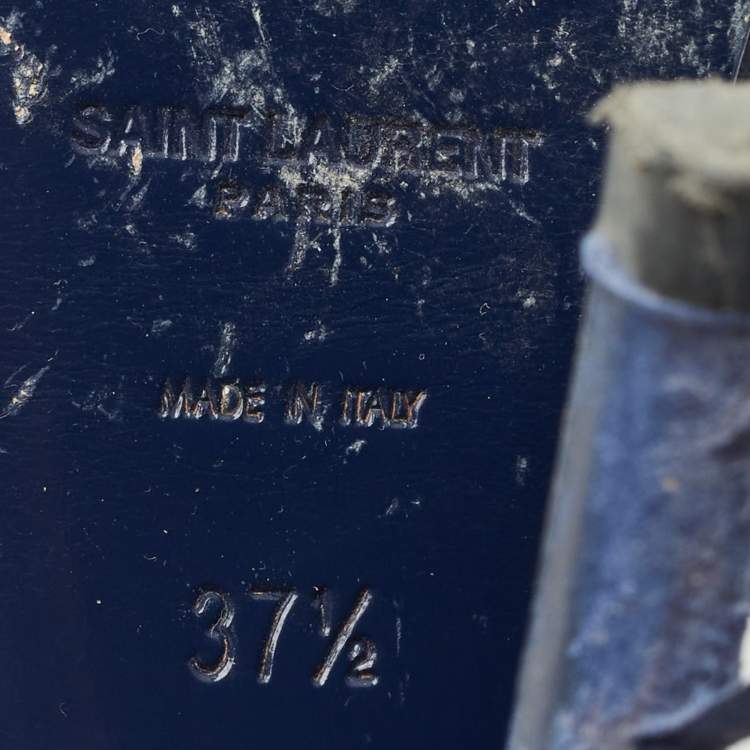 SAINT LAURENT
PARIS
MADE IN ITALY
37½